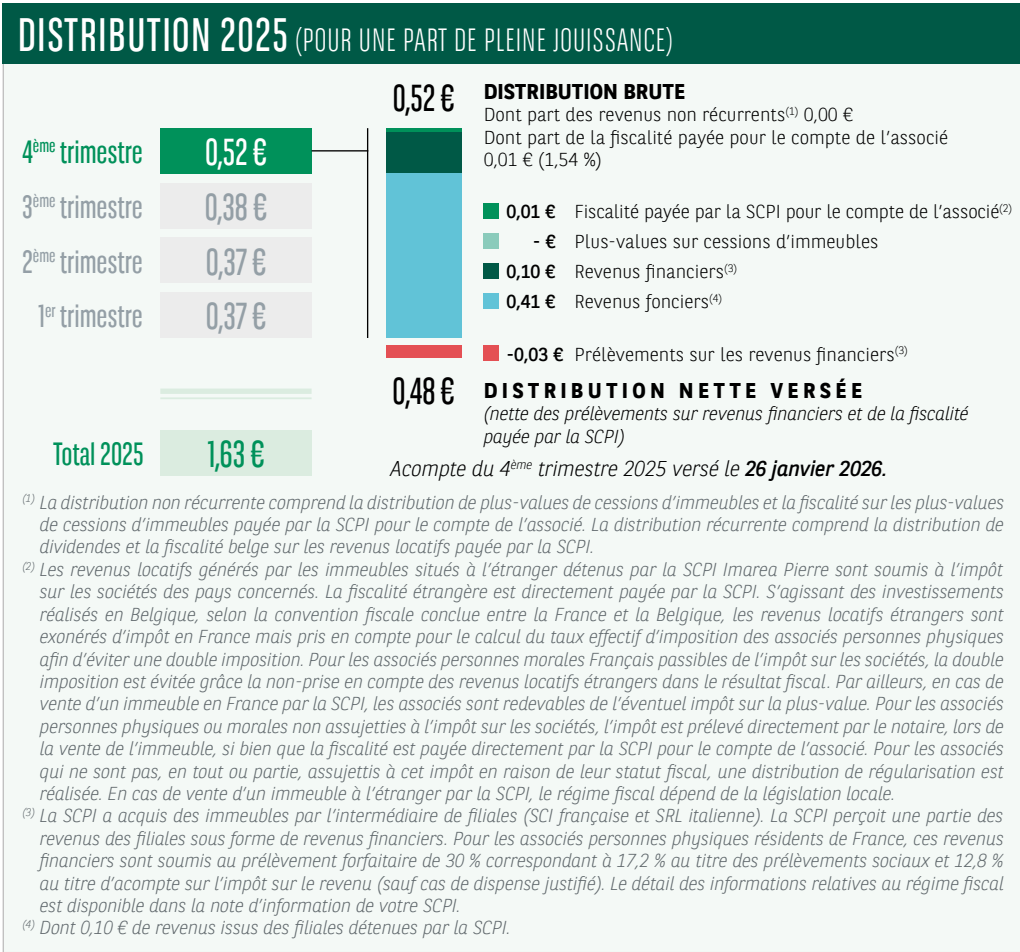 DISTRIBUTION 2025 (POUR UNE PART DE PLEINE JOUISSANCE)
4ème trimestre 0,52 €
3ème trimestre 0,38 €
2ème trimestre 0,37 €
1er trimestre 0,37 €
Total 2025 1,63 €
0,52 € DISTRIBUTION BRUTE
Dont part des revenus non récurrents(1) 0,00 €
Dont part de la fiscalité payée pour le compte de l'associé
0,01 € (1,54 %)
0,01 € Fiscalité payée par la SCPI pour le compte de l'associé(2)
- € Plus-values sur cessions d'immeubles
0,10 € Revenus financiers(3)
0,41 € Revenus fonciers(4)
-0,03 € Prélèvements sur les revenus financiers(3)
0,48 € DISTRIBUTION NETTE VERSÉE
(nette des prélèvements sur revenus financiers et de la fiscalité
payée par la SCPI)
Acompte du 4ème trimestre 2025 versé le 26 janvier 2026.
(1) La distribution non récurrente comprend la distribution de plus-values de cessions d'immeubles et la fiscalité sur les plus-values
de cessions d'immeubles payée par la SCPI pour le compte de l'associé. La distribution récurrente comprend la distribution de
dividendes et la fiscalité belge sur les revenus locatifs payée par la SCPI.
(2) Les revenus locatifs générés par les immeubles situés à l'étranger détenus par la SCPI Imarea Pierre sont soumis à l'impôt
sur les sociétés des pays concernés. La fiscalité étrangère est directement payée par la SCPI. S'agissant des investissements
réalisés en Belgique, selon la convention fiscale conclue entre la France et la Belgique, les revenus locatifs étrangers sont
exonérés d'impôt en France mais pris en compte pour le calcul du taux effectif d'imposition des associés personnes physiques
afin d'éviter une double imposition. Pour les associés personnes morales Français passibles de l'impôt sur les sociétés, la double
imposition est évitée grâce la non-prise en compte des revenus locatifs étrangers dans le résultat fiscal. Par ailleurs, en cas de
vente d'un immeuble en France par la SCPI, les associés sont redevables de l'éventuel impôt sur la plus-value. Pour les associés
personnes physiques ou morales non assujetties à l'impôt sur les sociétés, l'impôt est prélevé directement par le notaire, lors de
la vente de l'immeuble, si bien que la fiscalité est payée directement par la SCPI pour le compte de l'associé. Pour les associés
qui ne sont pas, en tout ou partie, assujettis à cet impôt en raison de leur statut fiscal, une distribution de régularisation est
réalisée. En cas de vente d'un immeuble à l'étranger par la SCPI, le régime fiscal dépend de la législation locale.
(3) La SCPI a acquis des immeubles par l'intermédiaire de filiales (SCI française et SRL italienne). La SCPI perçoit une partie des
revenus des filiales sous forme de revenus financiers. Pour les associés personnes physiques résidents de France, ces revenus
financiers sont soumis au prélèvement forfaitaire de 30 % correspondant à 17,2 % au titre des prélèvements sociaux et 12,8 %
au titre d'acompte sur l'impôt sur le revenu (sauf cas de dispense justifié). Le détail des informations relatives au régime fiscal
est disponible dans la note d'information de votre SCPI.
(4) Dont 0,10 € de revenus issus des filiales détenues par la SCPI.